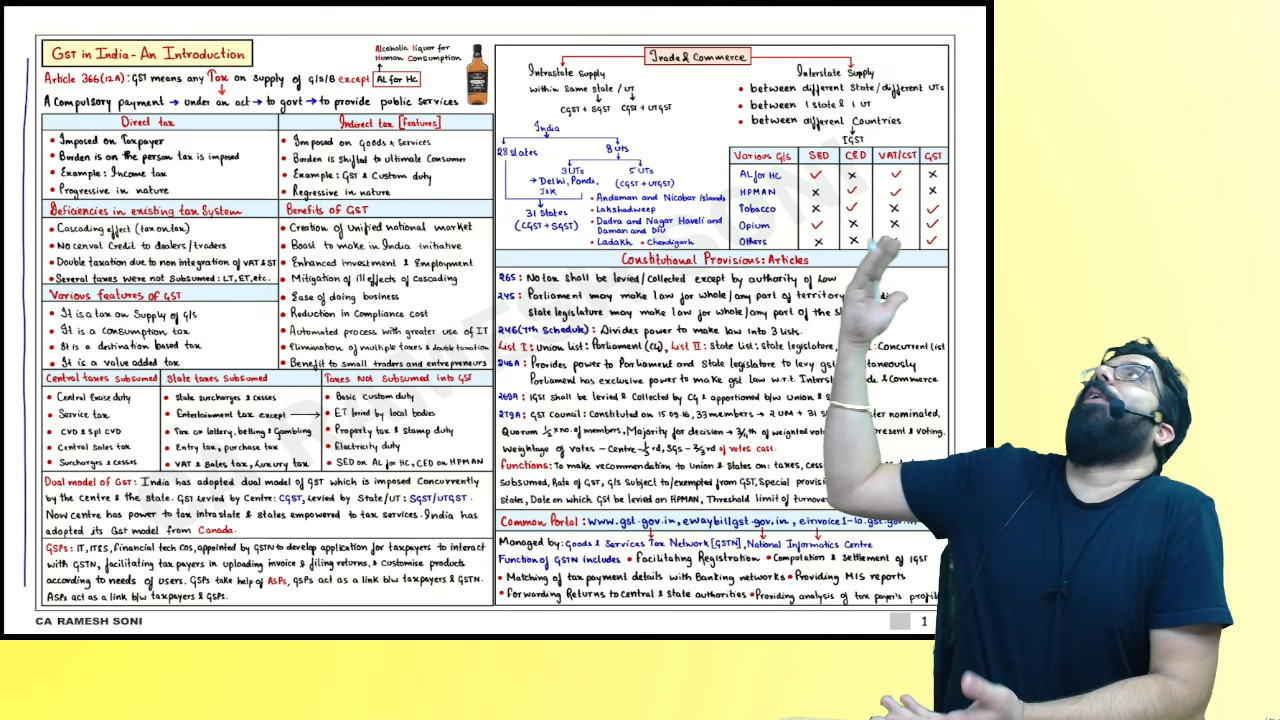 GST in India - An Introduction
Alcoholic liquor for
Human Consumption
Article 366(12A): GST means any Tax on supply of G/S/B except AL for HC
A Compulsory payment → under an act → to govt → to provide public services
Direct tax
• Imposed on Taxpayer
• Burden is on the person tax is imposed
• Example: Income tax
• Progressive in nature
Indirect tax [Features]
• Imposed on Goods & Services
• Burden is shifted to ultimate Consumer
• Example: GST & Custom duty
• Regressive in nature
Deficiencies in existing tax System
• Cascading effect (tax on tax)
• No cenvat Credit to dealers/traders
• Double taxation due to non integration of VAT & ST
• Several taxes were not Subsumed: LT, ET, etc.
Various features of GST
• It is a tax on Supply of G/S
• It is a consumption tax
• It is a destination based tax
• It is a value added tax
Benefits of GST
• Creation of unified national market
• Boost to make in India initiative
• Enhanced investment & Employment
• Mitigation of ill effects of cascading
• Ease of doing business
• Reduction in Compliance cost
• Automated process with greater use of IT
• Elimination of multiple taxes & double taxation
• Benefit to small traders and entrepreneurs
Central taxes subsumed
• Central Excise duty
• Service tax
• CVD & Spl CVD
• Central Sales tax
• Surcharges & cesses
State taxes subsumed
• State surcharges & cesses
• Entertainment tax except →
• Tax on lottery, betting & Gambling
• Entry tax, purchase tax
• VAT & Sales tax, Luxury tax
Taxes Not Subsumed into GST
• Basic Custom duty
• ET levied by local bodies
• Property tax & Stamp duty
• Electricity duty
• SED on AL for HC, CED on HPMAN
Dual model of GST: India has adopted dual model of GST which is imposed Concurrently
by the centre & the state. GST levied by Centre: CGST, levied by State/UT: SGST/UTGST.
Now centre has power to tax intrastate & states empowered to tax services. India has
adopted its Gst model from Canada.
GSPs: IT, ITES, financial tech COs, appointed by GSTN to develop application for taxpayers to interact
with GSTN, facilitating tax payers in uploading invoice & filing returns, & customise products
according to needs of users. GSPs take help of ASPs, GSPs act as a link b/w taxpayers & GSTN.
ASPs act as a link b/w taxpayers & GSPs.
Trade & Commerce
Intrastate Supply
within Same state / UT
CGST + SGST CGST + UTGST
Interstate Supply
• between different State/different UTs
• between 1 State & 1 UT
• between different Countries
IGST
India
28 states
8 UTs
3 UTs
→ Delhi, Pondi,
J&K
31 States
(CGST + SGST)
5 UTs
(CGST + UTGST)
• Andaman and Nicobar Islands
• Lakshadweep
• Dadra and Nagar Haveli and
Daman and Diu
• Ladakh • Chandigarh
Various G/s SED CED VAT/CST GST
AL for HC ✓ × ✓ ×
HPMAN × ✓ ✓ ×
Tobacco × ✓ × ✓
Opium ✓ × × ✓
Others × × ✓
Constitutional Provisions: Articles
265: No tax shall be levied/collected except by authority of Law
245: Parliament may make law for whole/any part of territory
State legislature may make law for whole/any part of the
246(7th Schedule): Divides power to make law into 3 lists.
List I: Union List: Parliament (CG), List II: State List: State legislature, : Concurrent list
246A: Provides power to Parliament and State legislature to levy gst
Parliament has exclusive power to make gst law w.r.t. & Commerce
269A: IGST shall be levied & Collected by CG & apportioned b/w Union &
279A: GST Council: Constituted on 15.09.16, 33 members → 2 UM + 31 nominated,
Quorum 1/2 x no. of members, Majority for decision → 3/4th of weighted present & Voting.
Weightage of Votes - Centre - 1/3rd, SGs - 2/3rd of votes cast.
Functions: To make recommendation to Union & States on: taxes,
Subsumed, Rate of GST, G/s Subject to/exempted from GST, Special
States, Date on which GST be levied on HPMAN, Threshold limit of
Common Portal: www.gst.gov.in, ewaybillgst.gov.in, einvoice1-10.gst.gov.in
Managed by: Goods & Services Tax Network [GSTN], National Informatics Centre
Function of GSTN includes • Facilitating Registration • Computation & Settlement of IGST
• Matching of tax payment details with Banking networks • Providing MIS reports
• Forwarding Returns to Central & State authorities • Providing analysis of tax payer's
CA RAMESH SONI
1